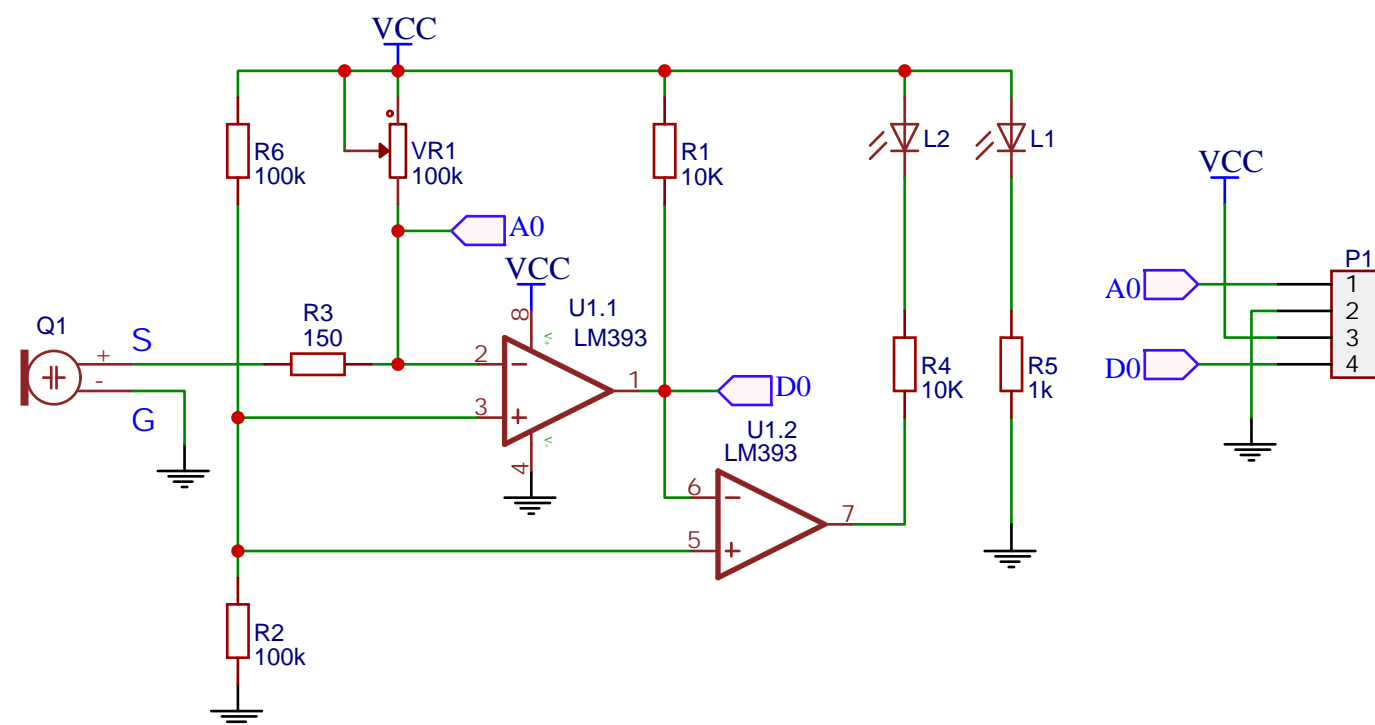 VCC
R6
100k
VR1
100k
R1
10K
L2
L1
A0
VCC
8
V+
U1.1
LM393
Q1
+
-
S
G
R3
150
2
3
−
+
1
4
V-
D0
U1.2
LM393
6
5
−
+
7
R4
10K
R5
1k
R2
100k
VCC
P1
A0
1
2
3
D0
4